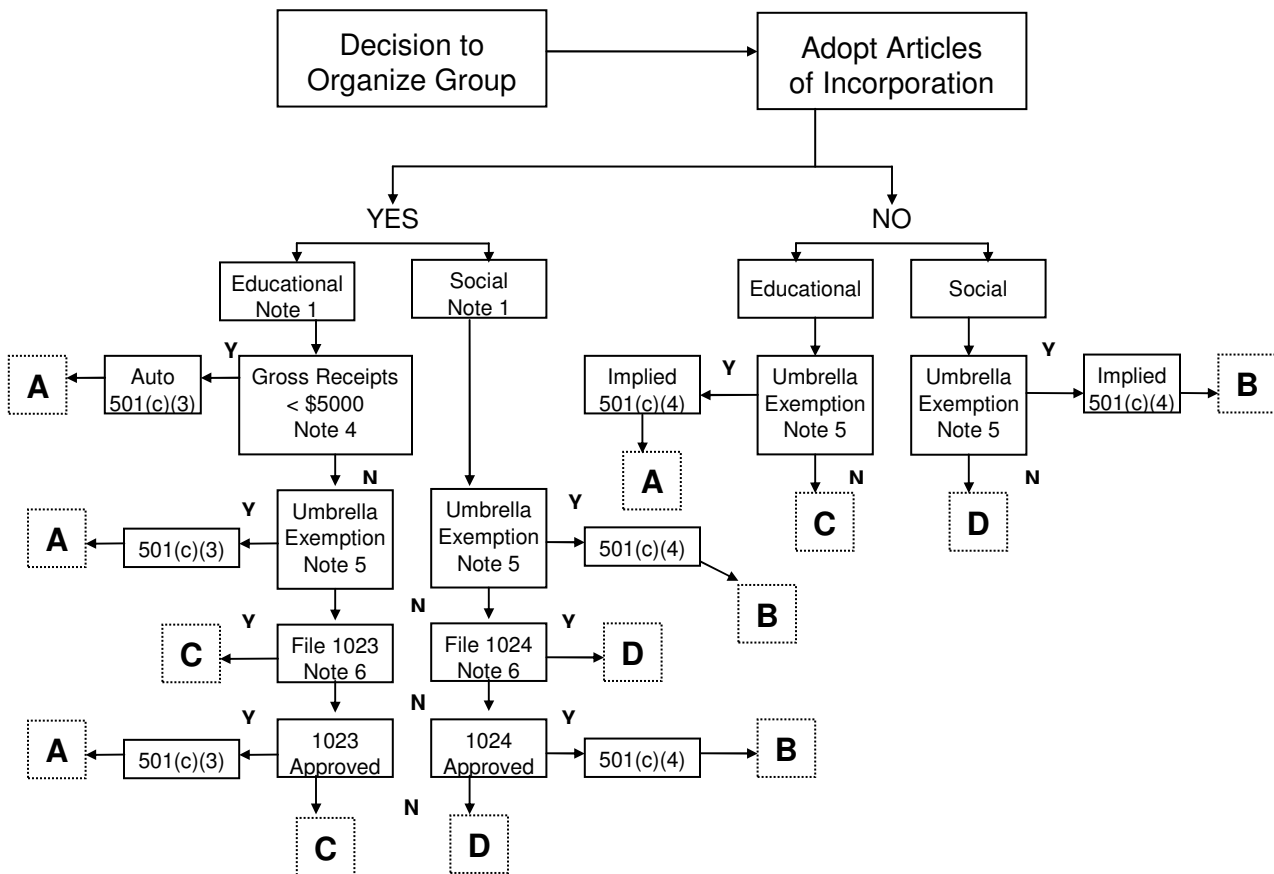 Decision to
Organize Group
Adopt Articles
of Incorporation
YES
NO
Educational
Note 1
Social
Note 1
Educational
Social
A
Auto
501(c)(3)
Y
Gross Receipts
< $5000
Note 4
N
Implied
501(c)(4)
Y
Umbrella
Exemption
Note 5
N
A
C
Umbrella
Exemption
Note 5
Y
N
Implied
501(c)(4)
B
D
A
501(c)(3)
Y
Umbrella
Exemption
Note 5
Umbrella
Exemption
Note 5
Y
501(c)(4)
B
N
C
Y
File 1023
Note 6
File 1024
Note 6
Y
D
N
A
501(c)(3)
Y
1023
Approved
1024
Approved
Y
501(c)(4)
B
N
C
D